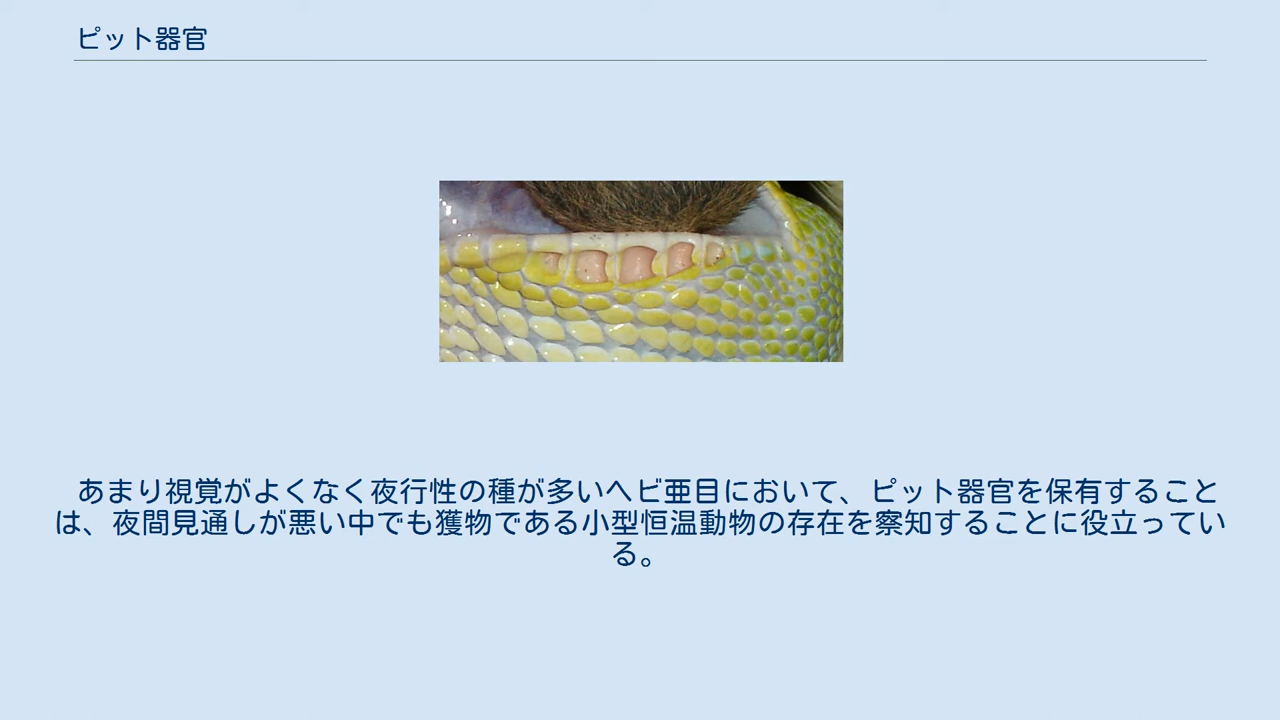 ピット器官
あまり視覚がよくなく夜行性の種が多いヘビ亜目において、ピット器官を保有すること
は、夜間見通しが悪い中でも獲物である小型恒温動物の存在を察知することに役立ってい
る。